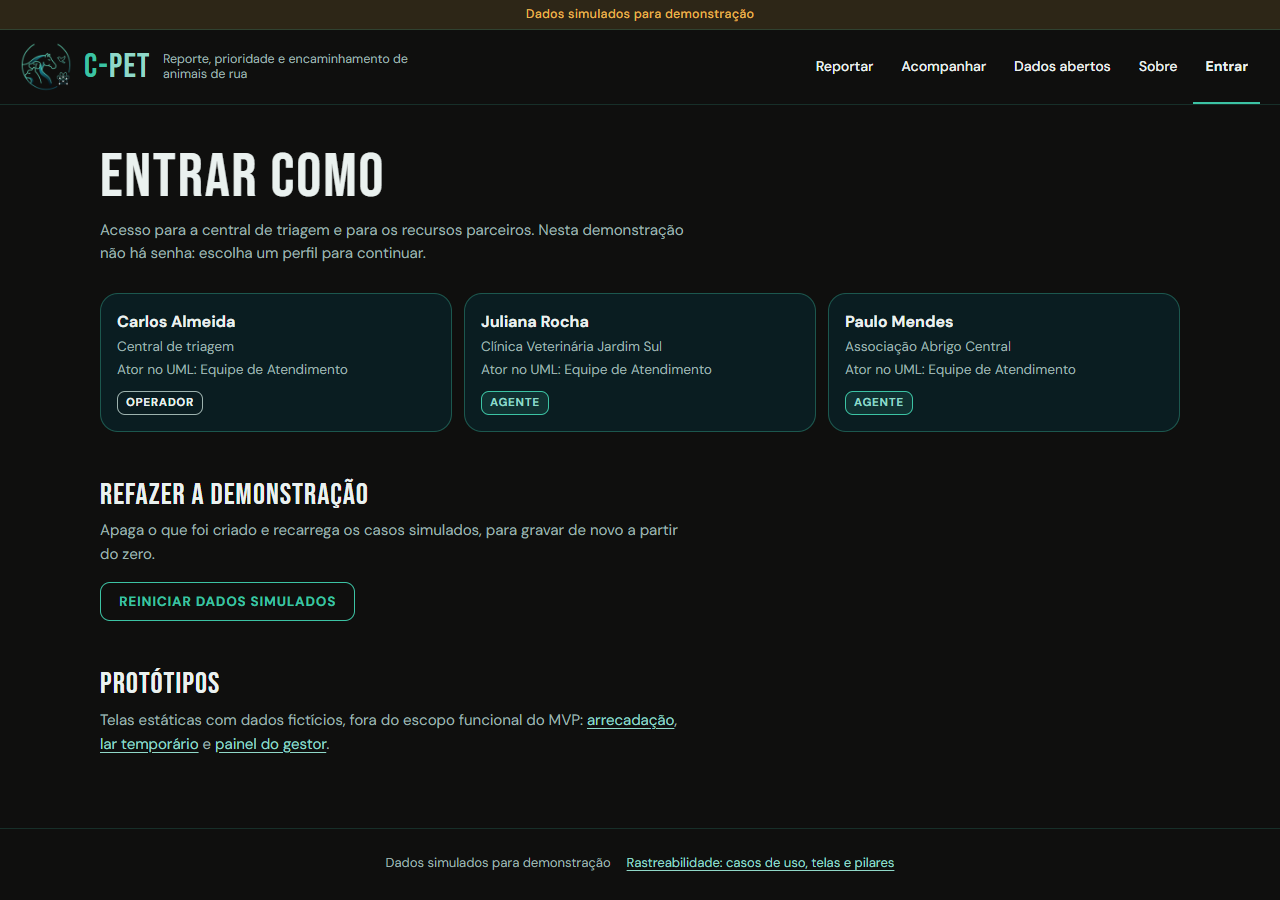 Dados simulados para demonstração
C-PET
Reporte, prioridade e encaminhamento de
animais de rua
Reportar
Acompanhar
Dados abertos
Sobre
Entrar
ENTRAR COMO
Acesso para a central de triagem e para os recursos parceiros. Nesta demonstração
não há senha: escolha um perfil para continuar.
Carlos Almeida
Central de triagem
Ator no UML: Equipe de Atendimento
OPERADOR
Juliana Rocha
Clínica Veterinária Jardim Sul
Ator no UML: Equipe de Atendimento
AGENTE
Paulo Mendes
Associação Abrigo Central
Ator no UML: Equipe de Atendimento
AGENTE
REFAZER A DEMONSTRAÇÃO
Apaga o que foi criado e recarrega os casos simulados, para gravar de novo a partir
do zero.
REINICIAR DADOS SIMULADOS
PROTÓTIPOS
Telas estáticas com dados fictícios, fora do escopo funcional do MVP: arrecadação,
lar temporário e painel do gestor.
Dados simulados para demonstração
Rastreabilidade: casos de uso, telas e pilares